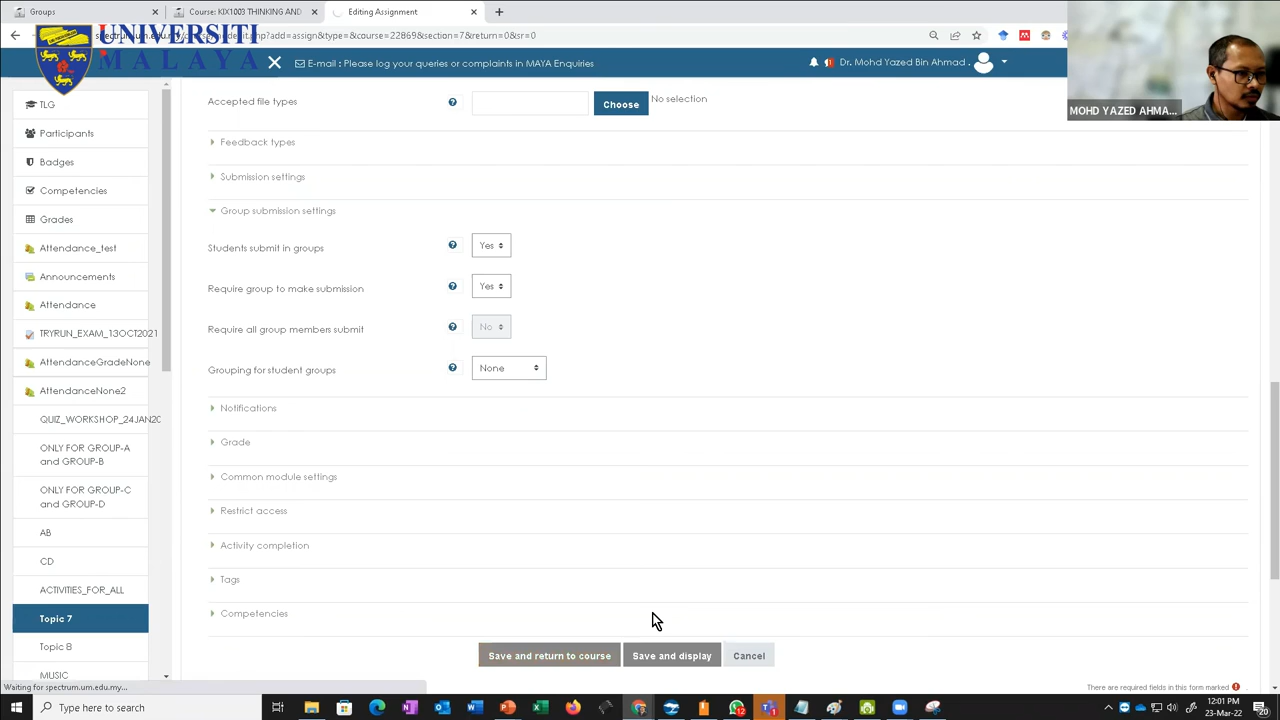 Groups
Course: KIX1003 THINKING AND
Editing Assignment
spectrum.um.edu.my
edit.php?add=assign&type=&course=22869&section=7&return=0&sr=0
UNIVERSITI
MALAYA
E-mail : Please log your queries or complaints in MAYA Enquiries
Dr. Mohd Yazed Bin Ahmad .
MOHD YAZED AHMA...
TLG
Participants
Badges
Competencies
Grades
Attendance_test
Announcements
Attendance
TRYRUN_EXAM_13OCT2021
AttendanceGradeNone
AttendanceNone2
QUIZ_WORKSHOP_24JAN20
ONLY FOR GROUP-A
and GROUP-B
ONLY FOR GROUP-C
and GROUP-D
AB
CD
ACTIVITIES_FOR_ALL
Topic 7
Topic 8
MUSIC
Accepted file types
Choose
No selection
Feedback types
Submission settings
Group submission settings
Students submit in groups
Yes
Require group to make submission
Yes
Require all group members submit
No
Grouping for student groups
None
Notifications
Grade
Common module settings
Restrict access
Activity completion
Tags
Competencies
Save and return to course
Save and display
Cancel
There are required fields in this form marked
Waiting for spectrum.um.edu.my...
Type here to search
12:01 PM
23-Mar-22
20